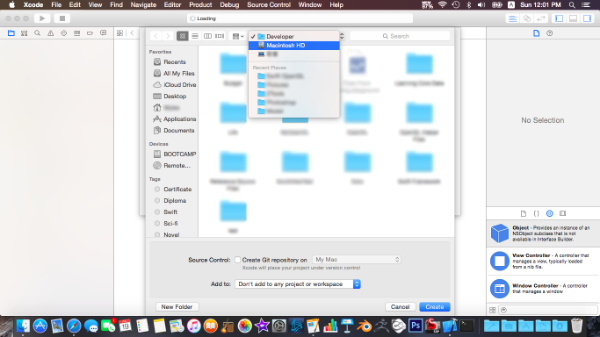 Xcode File Edit View Find Navigate Editor Product Debug Source Control Window Help Sun 12:01 PM
Loading
Developer
Macintosh HD
Search
Recent Places
Favorites
Recents
All My Files
iCloud Drive
Desktop
Applications
Documents
Devices
BOOTCAMP
Remote...
Tags
Certificate
Diploma
Swift
Sci-fi
Novel
Source Control: Create Git repository on My Mac
Xcode will place your project under version control
Add to: Don't add to any project or workspace
New Folder Cancel Create
No Selection
Object - Provides an instance of an
NSObject subclass that is not
available in Interface Builder.
View Controller - A controller that
manages a view, typically loaded
from a nib file.
Window Controller - A controller
that manages a window